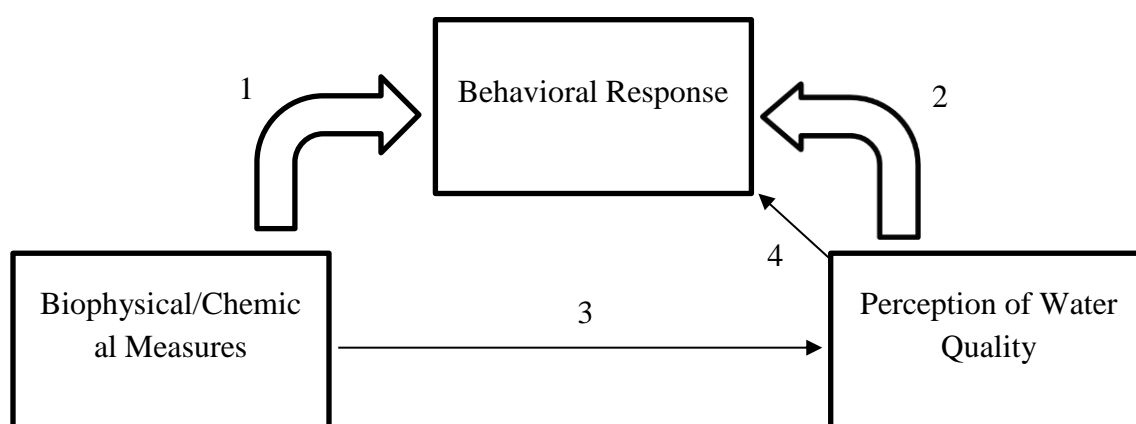 1
Behavioral Response
2
4
Biophysical/Chemic
al Measures
3
Perception of Water
Quality